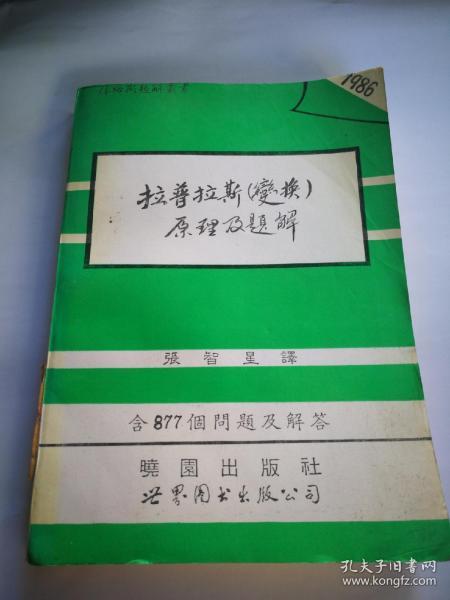 1986
拉普拉斯(變換)
原理及題解
張智星譯
含877個問題及解答
曉園出版社
世界图书出版公司
孔夫子旧书网
www.kongfz.com